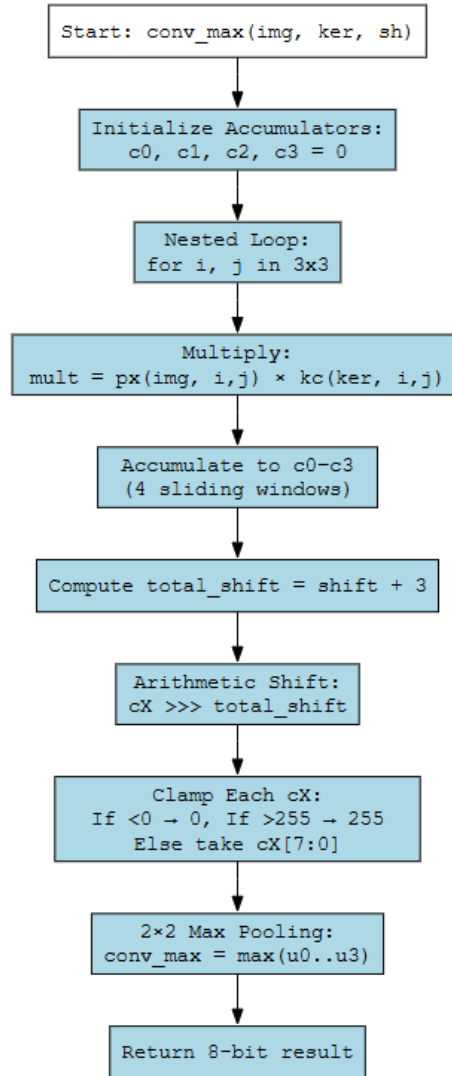 Start: conv_max(img, ker, sh)
Initialize Accumulators:
c0, c1, c2, c3 = 0
Nested Loop:
for i, j in 3x3
Multiply:
mult = px(img, i,j) × kc(ker, i,j)
Accumulate to c0–c3
(4 sliding windows)
Compute total_shift = shift + 3
Arithmetic Shift:
cX >>> total_shift
Clamp Each cX:
If <0 → 0, If >255 → 255
Else take cX[7:0]
2×2 Max Pooling:
conv_max = max(u0..u3)
Return 8-bit result